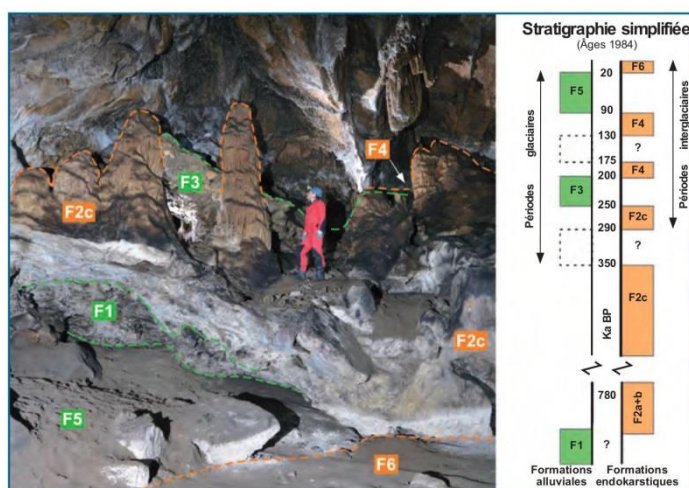 F4
F3
F2c
F1
F2c
F5
F6
Stratigraphie simplifiée
(Âges 1984)
F6
20
F5
90
F4
130
?
175
F4
200
F3
250
F2c
290
?
350
F2c
glaciaires
Périodes
interglaciaires
Périodes
Ka BP
780
F2a+b
F1
?
Formations
alluviales
Formations
endokarstiques